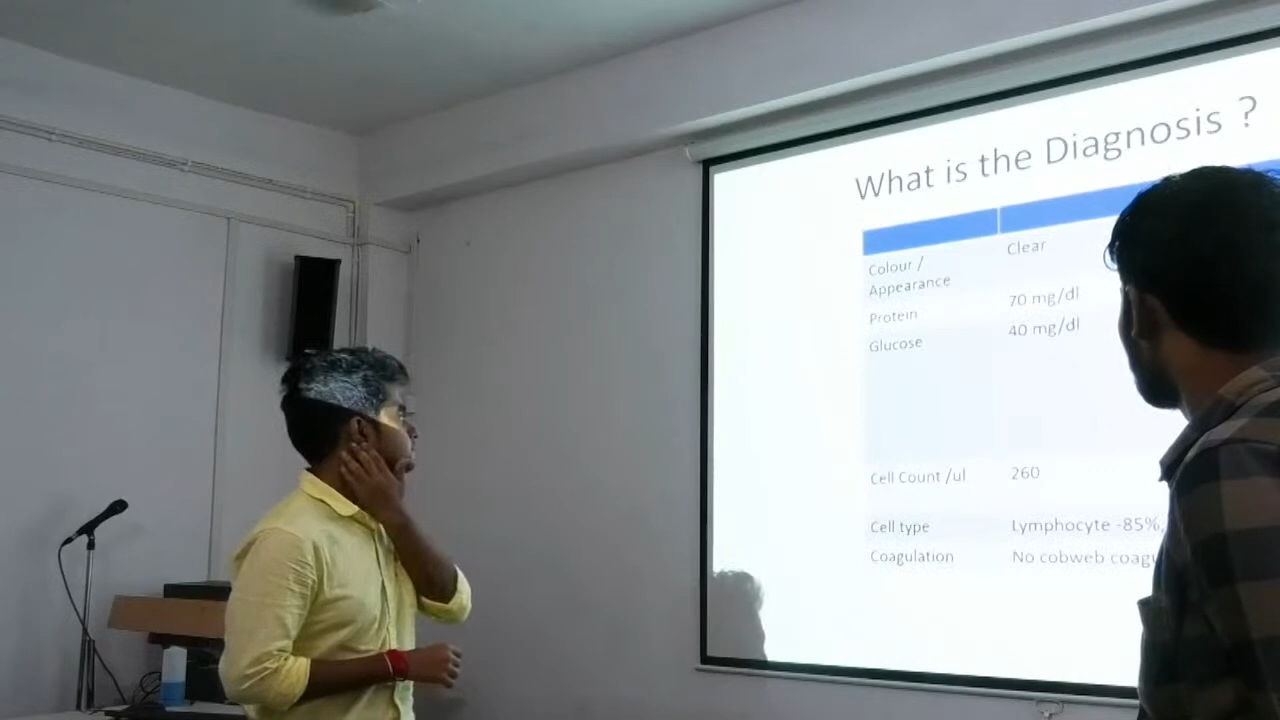 What is the Diagnosis ?
Colour / Appearance Clear
Protein 70 mg/dl
Glucose 40 mg/dl
Cell Count /ul 260
Cell type Lymphocyte -85%,
Coagulation No cobweb